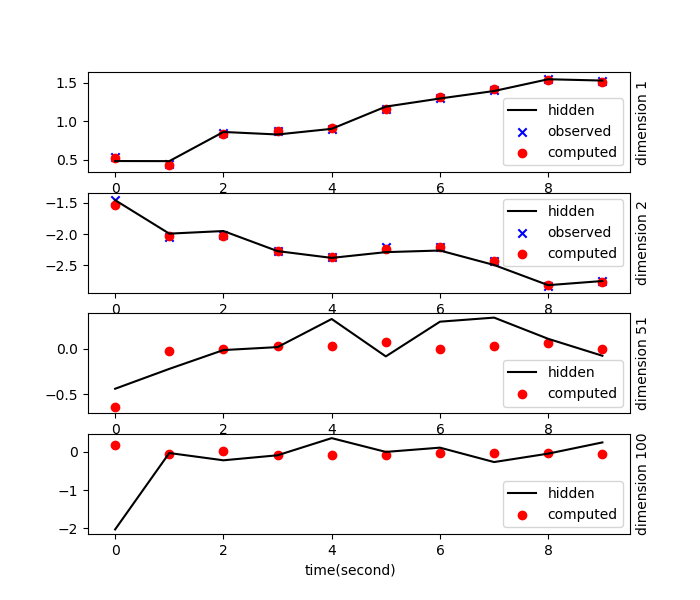 1.5
1.0
0.5
hidden
observed
computed
dimension 1
0 2 4 6 8
−1.5
−2.0
−2.5
hidden
observed
computed
dimension 2
0 2 4 6 8
0.0
−0.5
hidden
computed
dimension 51
0 2 4 6 8
0
−1
−2
hidden
computed
dimension 100
0 2 4 6 8
time(second)